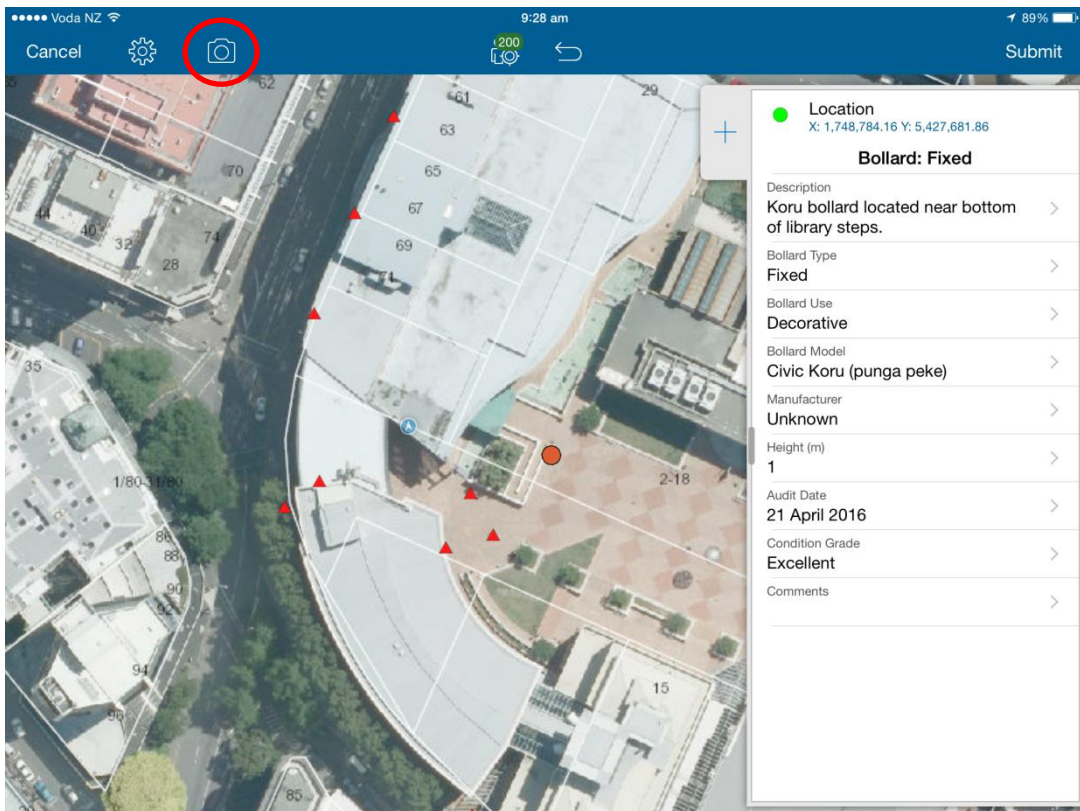 Voda NZ
9:28 am
89%
Cancel
200
Submit
62
61
29
63
65
70
67
44
40
32
74
69
71
28
35
1/80-31/80
2-18
86
88
90
92
94
96
15
85
Location
X: 1,748,784.16 Y: 5,427,681.86
Bollard: Fixed
Description
Koru bollard located near bottom
of library steps.
Bollard Type
Fixed
Bollard Use
Decorative
Bollard Model
Civic Koru (punga peke)
Manufacturer
Unknown
Height (m)
1
Audit Date
21 April 2016
Condition Grade
Excellent
Comments